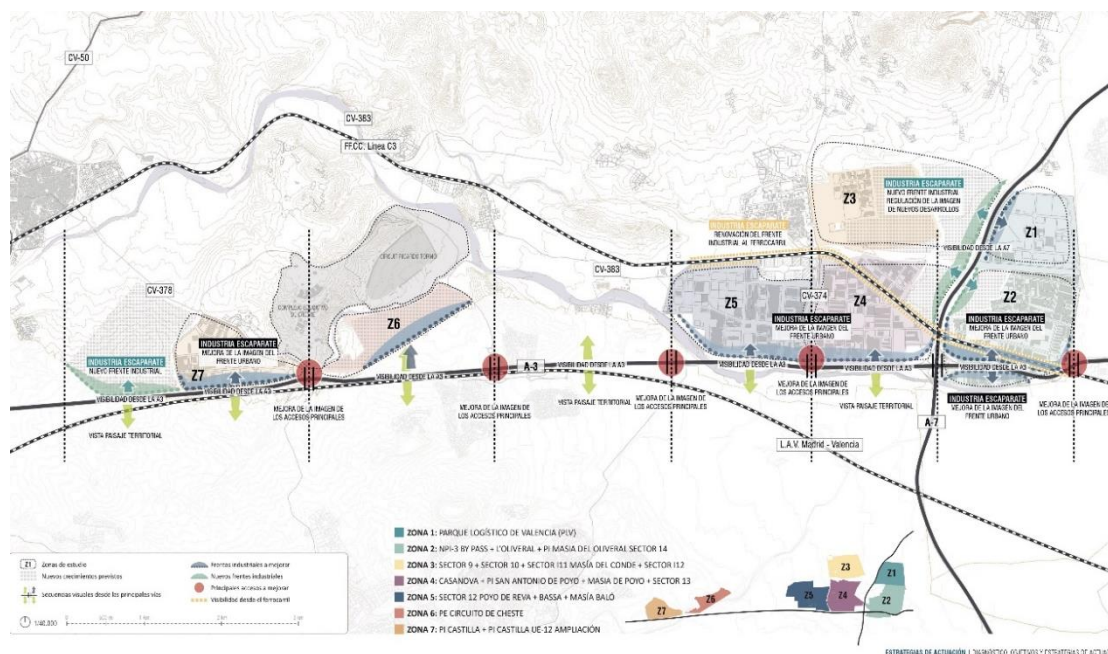 CV-50
CV-383
FF.CC. Línea C3
INDUSTRIA ESCAPARATE
NUEVO FRENTE INDUSTRIAL
REGULACIÓN DE LA IMAGEN
DE NUEVOS DESARROLLOS
Z3
Z1
INDUSTRIA ESCAPARATE
RENOVACIÓN DEL FRENTE
INDUSTRIAL AL FERROCARRIL
VISIBILIDAD DESDE LA A7
CIRCUIT RICARDO TORMO
CV-383
CV-378
Z5
CV-374
Z4
Z2
Z6
INDUSTRIA ESCAPARATE
MEJORA DE LA IMAGEN DEL
FRENTE URBANO
INDUSTRIA ESCAPARATE
MEJORA DE LA IMAGEN DEL
FRENTE URBANO
INDUSTRIA ESCAPARATE
MEJORA DE LA IMAGEN DEL
FRENTE URBANO
INDUSTRIA ESCAPARATE
NUEVO FRENTE INDUSTRIAL
Z7
A-3
VISIBILIDAD DESDE LA A3
VISIBILIDAD DESDE LA A3
VISIBILIDAD DESDE LA A3
VISIBILIDAD DESDE LA A3
VISIBILIDAD DESDE LA A3
VISIBILIDAD DESDE LA A3
VISTA PAISAJE TERRITORIAL
MEJORA DE LA IMAGEN DE
LOS ACCESOS PRINCIPALES
MEJORA DE LA IMAGEN DE
LOS ACCESOS PRINCIPALES
VISTA PAISAJE TERRITORIAL
MEJORA DE LA IMAGEN DE
LOS ACCESOS PRINCIPALES
MEJORA DE LA IMAGEN DE
LOS ACCESOS PRINCIPALES
VISTA PAISAJE TERRITORIAL
INDUSTRIA ESCAPARATE
MEJORA DE LA IMAGEN DEL
FRENTE URBANO
MEJORA DE LA IMAGEN DE
LOS ACCESOS PRINCIPALES
A-7
L.A.V. Madrid - Valencia
ZONA 1: PARQUE LOGÍSTICO DE VALENCIA (PLV)
ZONA 2: NPI-3 BY PASS + L'OLIVERAL + PI MASIA DEL OLIVERAL SECTOR 14
ZONA 3: SECTOR 9 + SECTOR 10 + SECTOR I11 MASÍA DEL CONDE + SECTOR I12
ZONA 4: CASANOVA + PI SAN ANTONIO DE POYO + MASIA DE POYO + SECTOR 13
ZONA 5: SECTOR 12 POYO DE REVA + BASSA + MASÍA BALÓ
ZONA 6: PE CIRCUITO DE CHESTE
ZONA 7: PI CASTILLA + PI CASTILLA UE-12 AMPLIACIÓN
Z1 Zonas de estudio
Nuevos crecimientos previstos
Secuencias visuales desde las principales vías
Frentes industriales a mejorar
Nuevos frentes industriales
Principales accesos a mejorar
Visibilidad desde el ferrocarril
1/40.000
Z3
Z1
Z5
Z4
Z2
Z6
Z7
ESTRATEGIAS DE ACTUACIÓN | DIAGNÓSTICO, OBJETIVOS Y ESTRATEGIAS DE